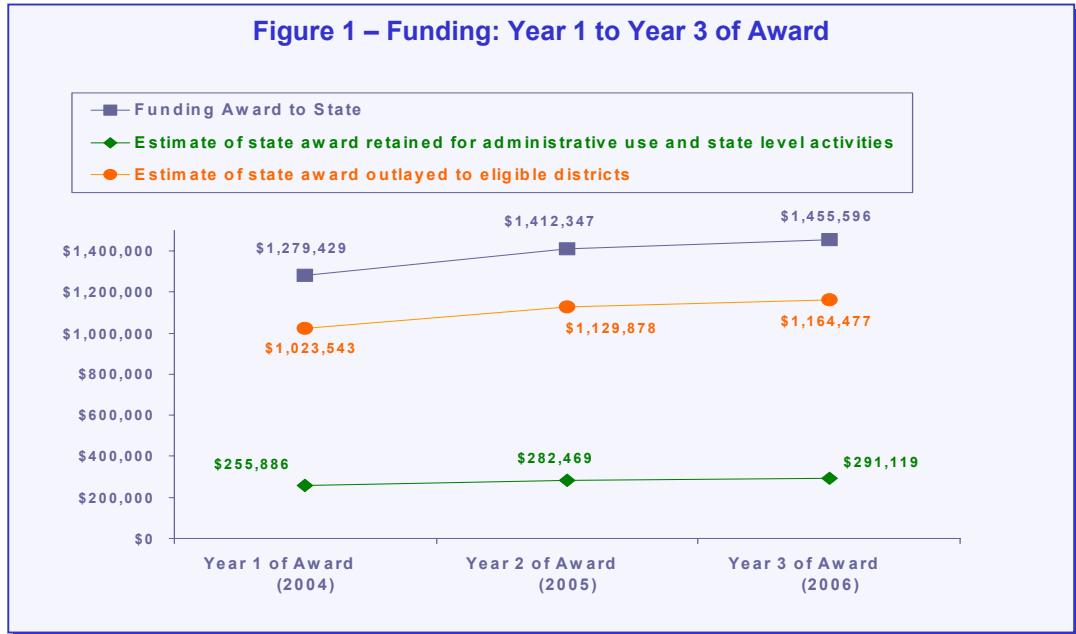 Figure 1 – Funding: Year 1 to Year 3 of Award
Funding Award to State
Estimate of state award retained for administrative use and state level activities
Estimate of state award outlayed to eligible districts
$1,400,000
$1,200,000
$1,000,000
$800,000
$600,000
$400,000
$200,000
$0
$1,279,429
$1,412,347
$1,455,596
$1,023,543
$1,129,878
$1,164,477
$255,886
$282,469
$291,119
Year 1 of Award
(2004)
Year 2 of Award
(2005)
Year 3 of Award
(2006)